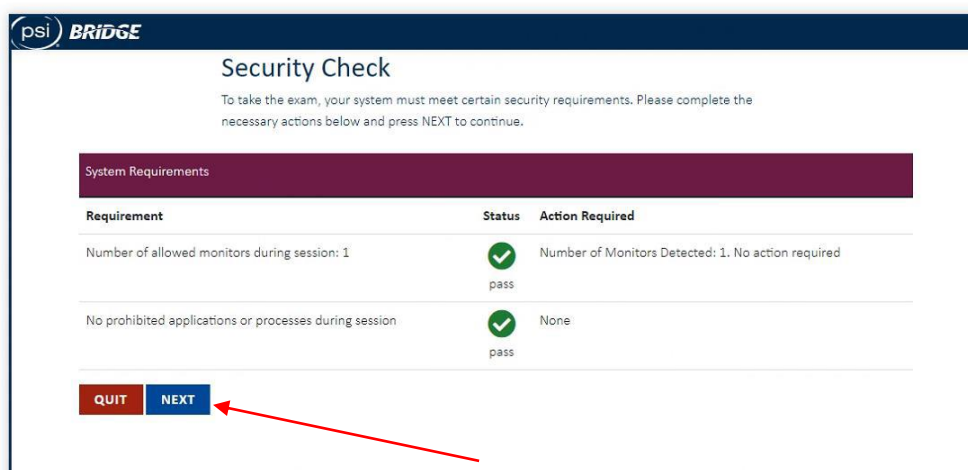 psi BRIDGE
Security Check
To take the exam, your system must meet certain security requirements. Please complete the
necessary actions below and press NEXT to continue.
System Requirements
Requirement Status Action Required
Number of allowed monitors during session: 1 Number of Monitors Detected: 1. No action required
pass
No prohibited applications or processes during session None
pass
QUIT NEXT